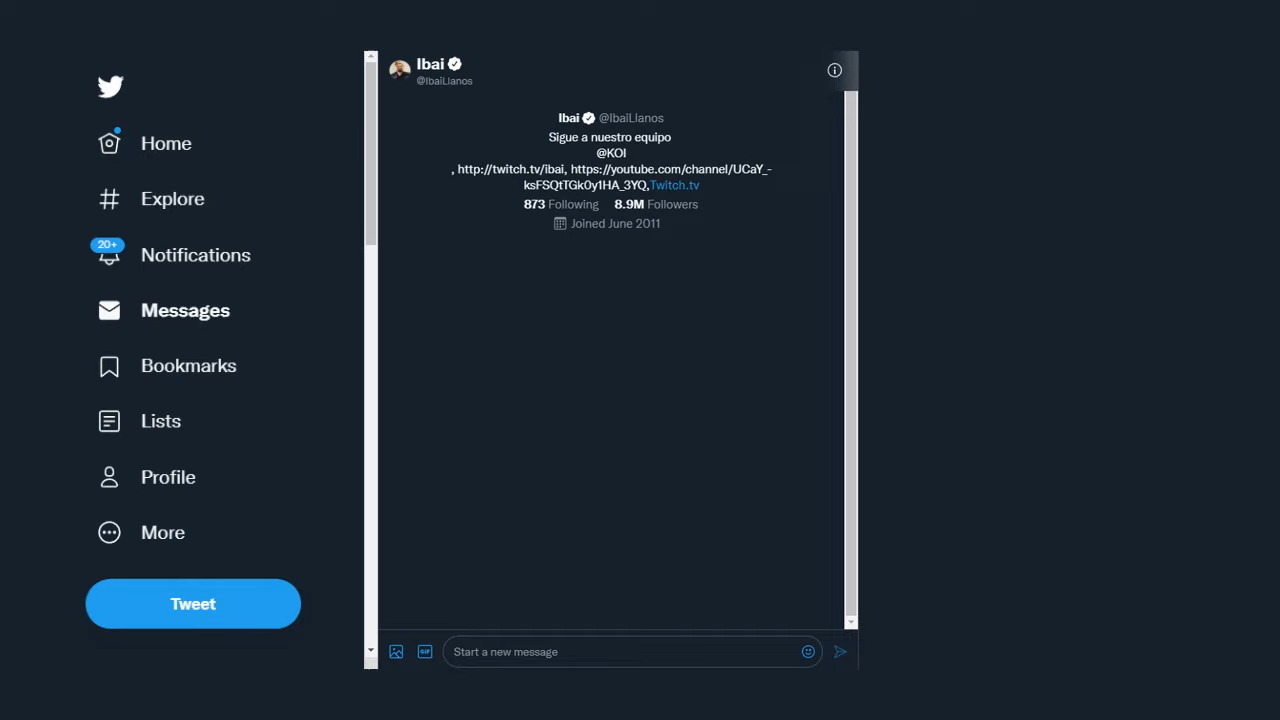 Home
Explore
20+
Notifications
Messages
Bookmarks
Lists
Profile
More
Tweet
Ibai
@IbaiLlanos
Ibai @IbaiLlanos
Sigue a nuestro equipo
@KOI
, http://twitch.tv/ibai, https://youtube.com/channel/UCaY_-
ksFSQtTGk0y1HA_3YQ,Twitch.tv
873 Following 8.9M Followers
Joined June 2011
GIF
Start a new message